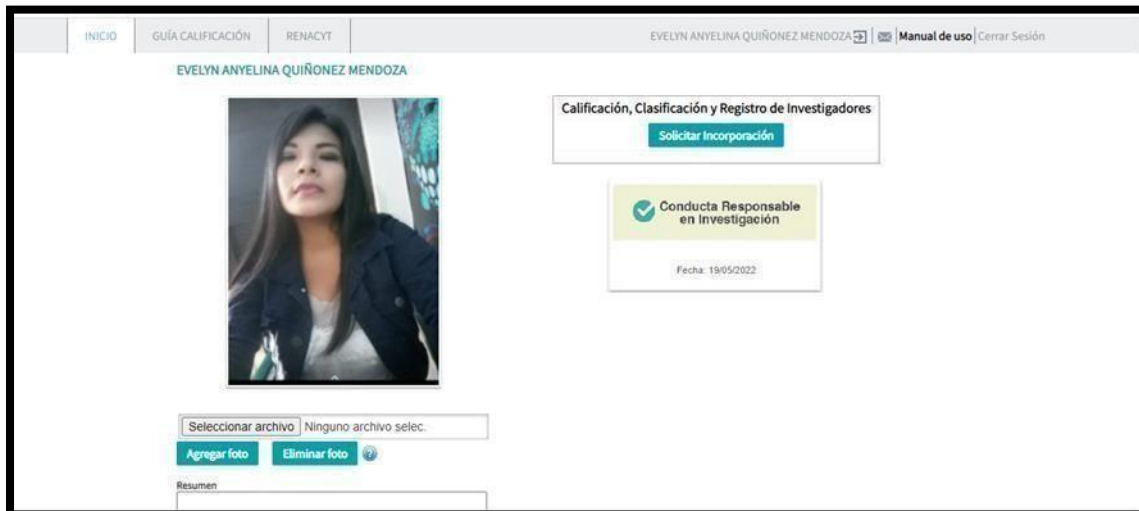 INICIO GUÍA CALIFICACIÓN RENACYT EVELYN ANYELINA QUIÑONEZ MENDOZA Manual de uso Cerrar Sesión
EVELYN ANYELINA QUIÑONEZ MENDOZA
Calificación, Clasificación y Registro de Investigadores
Solicitar Incorporación
Conducta Responsable
en Investigación
Fecha: 19/05/2022
Seleccionar archivo Ninguno archivo selec.
Agregar foto Eliminar foto ?
Resumen